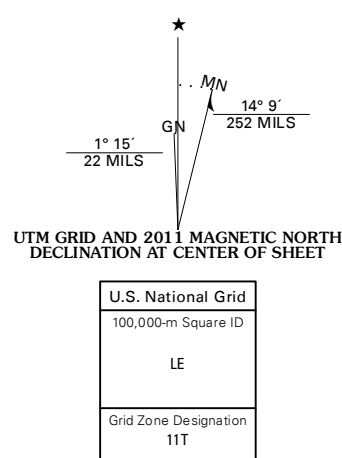 ★
MN
GN
14° 9´
252 MILS
1° 15´
22 MILS
UTM GRID AND 2011 MAGNETIC NORTH
DECLINATION AT CENTER OF SHEET
U.S. National Grid
100,000-m Square ID
LE
Grid Zone Designation
11T